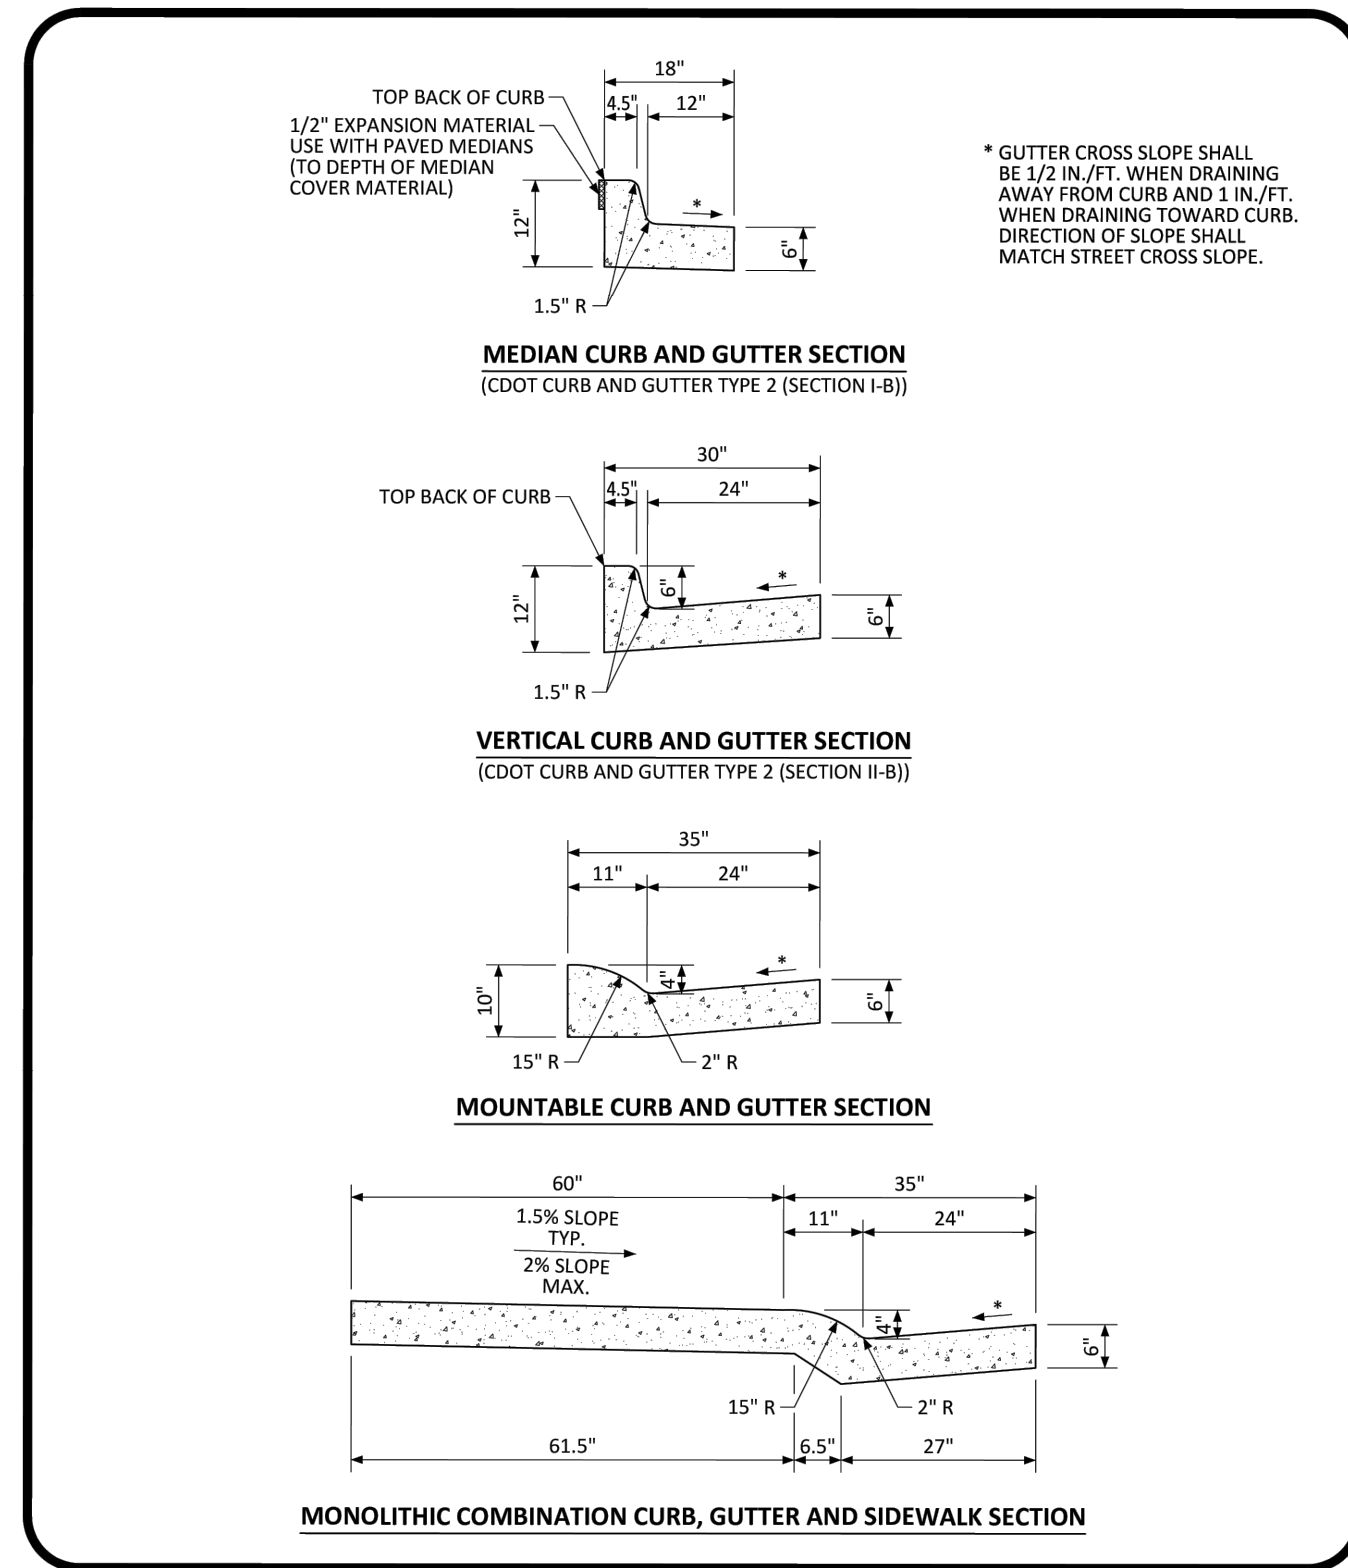 18"
4.5"
12"
TOP BACK OF CURB
1/2" EXPANSION MATERIAL
USE WITH PAVED MEDIANS
(TO DEPTH OF MEDIAN
COVER MATERIAL)
12"
*
6"
1.5" R
* GUTTER CROSS SLOPE SHALL
BE 1/2 IN./FT. WHEN DRAINING
AWAY FROM CURB AND 1 IN./FT.
WHEN DRAINING TOWARD CURB.
DIRECTION OF SLOPE SHALL
MATCH STREET CROSS SLOPE.
MEDIAN CURB AND GUTTER SECTION
(CDOT CURB AND GUTTER TYPE 2 (SECTION I-B))
30"
4.5"
24"
TOP BACK OF CURB
12"
6"
*
6"
1.5" R
VERTICAL CURB AND GUTTER SECTION
(CDOT CURB AND GUTTER TYPE 2 (SECTION II-B))
35"
11"
24"
10"
4"
*
6"
15" R
2" R
MOUNTABLE CURB AND GUTTER SECTION
60"
35"
1.5% SLOPE
TYP.
2% SLOPE
MAX.
11"
24"
4"
*
6"
15" R
2" R
61.5"
6.5"
27"
MONOLITHIC COMBINATION CURB, GUTTER AND SIDEWALK SECTION